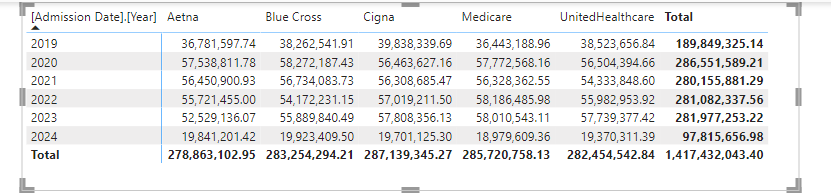 [Admission Date].[Year] Aetna Blue Cross Cigna Medicare UnitedHealthcare Total
2019 36,781,597.74 38,262,541.91 39,838,339.69 36,443,188.96 38,523,656.84 189,849,325.14
2020 57,538,811.78 58,272,187.43 56,463,627.16 57,772,568.16 56,504,394.66 286,551,589.21
2021 56,450,900.93 56,734,083.73 56,308,685.47 56,328,362.55 54,333,848.60 280,155,881.29
2022 55,721,455.00 54,172,231.15 57,019,211.50 58,186,485.98 55,982,953.92 281,082,337.56
2023 52,529,136.07 55,889,840.49 57,808,356.13 58,010,543.11 57,739,377.42 281,977,253.22
2024 19,841,201.42 19,923,409.50 19,701,125.30 18,979,609.36 19,370,311.39 97,815,656.98
Total 278,863,102.95 283,254,294.21 287,139,345.27 285,720,758.13 282,454,542.84 1,417,432,043.40